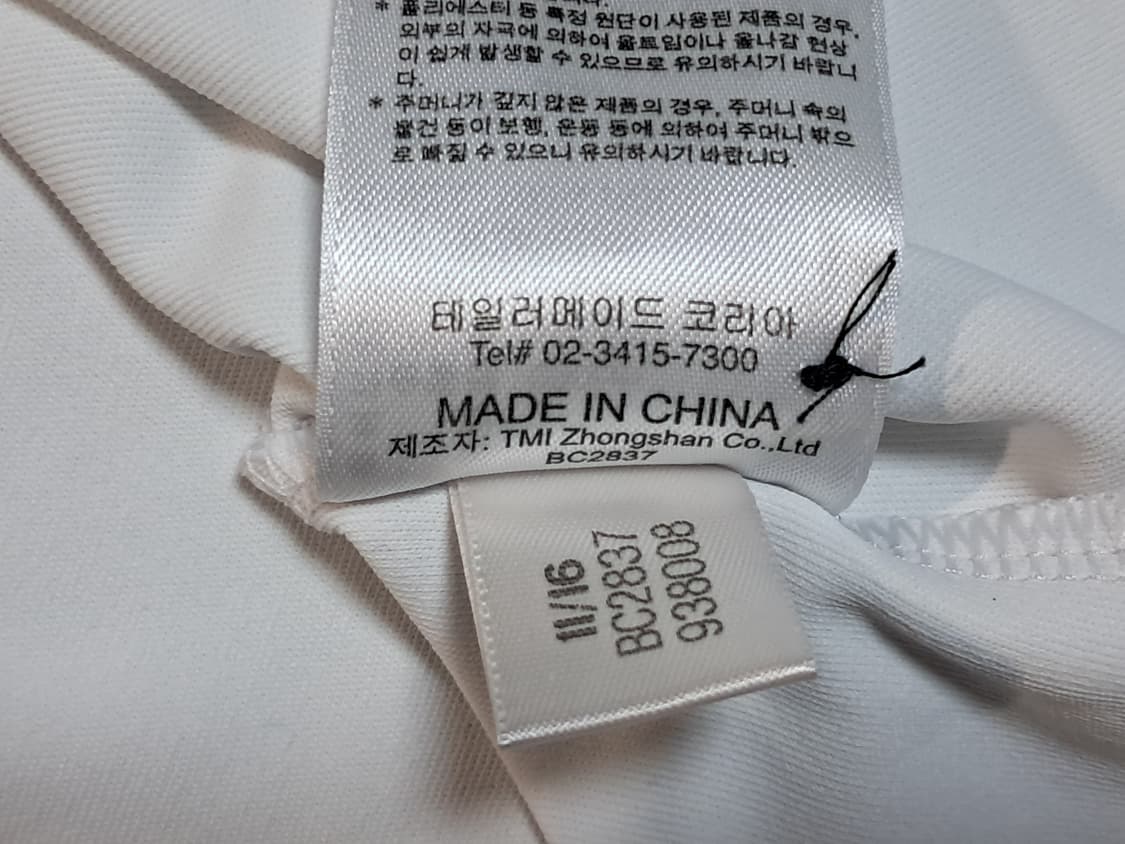 * 폴리에스터 등 특정 원단이 사용된 제품의 경우,
외부의 자극에 의하여 올트임이나 올나감 현상
이 쉽게 발생할 수 있으므로 유의하시기 바랍니
다.
* 주머니가 깊지 않은 제품의 경우, 주머니 속의
물건 등이 보행, 운동 등에 의하여 주머니 밖으
로 빠질 수 있으니 유의하시기 바랍니다.
테일러메이드 코리아
Tel# 02-3415-7300
MADE IN CHINA
제조자: TMI Zhongshan Co.,Ltd
BC2837
11/16
BC2837
938008